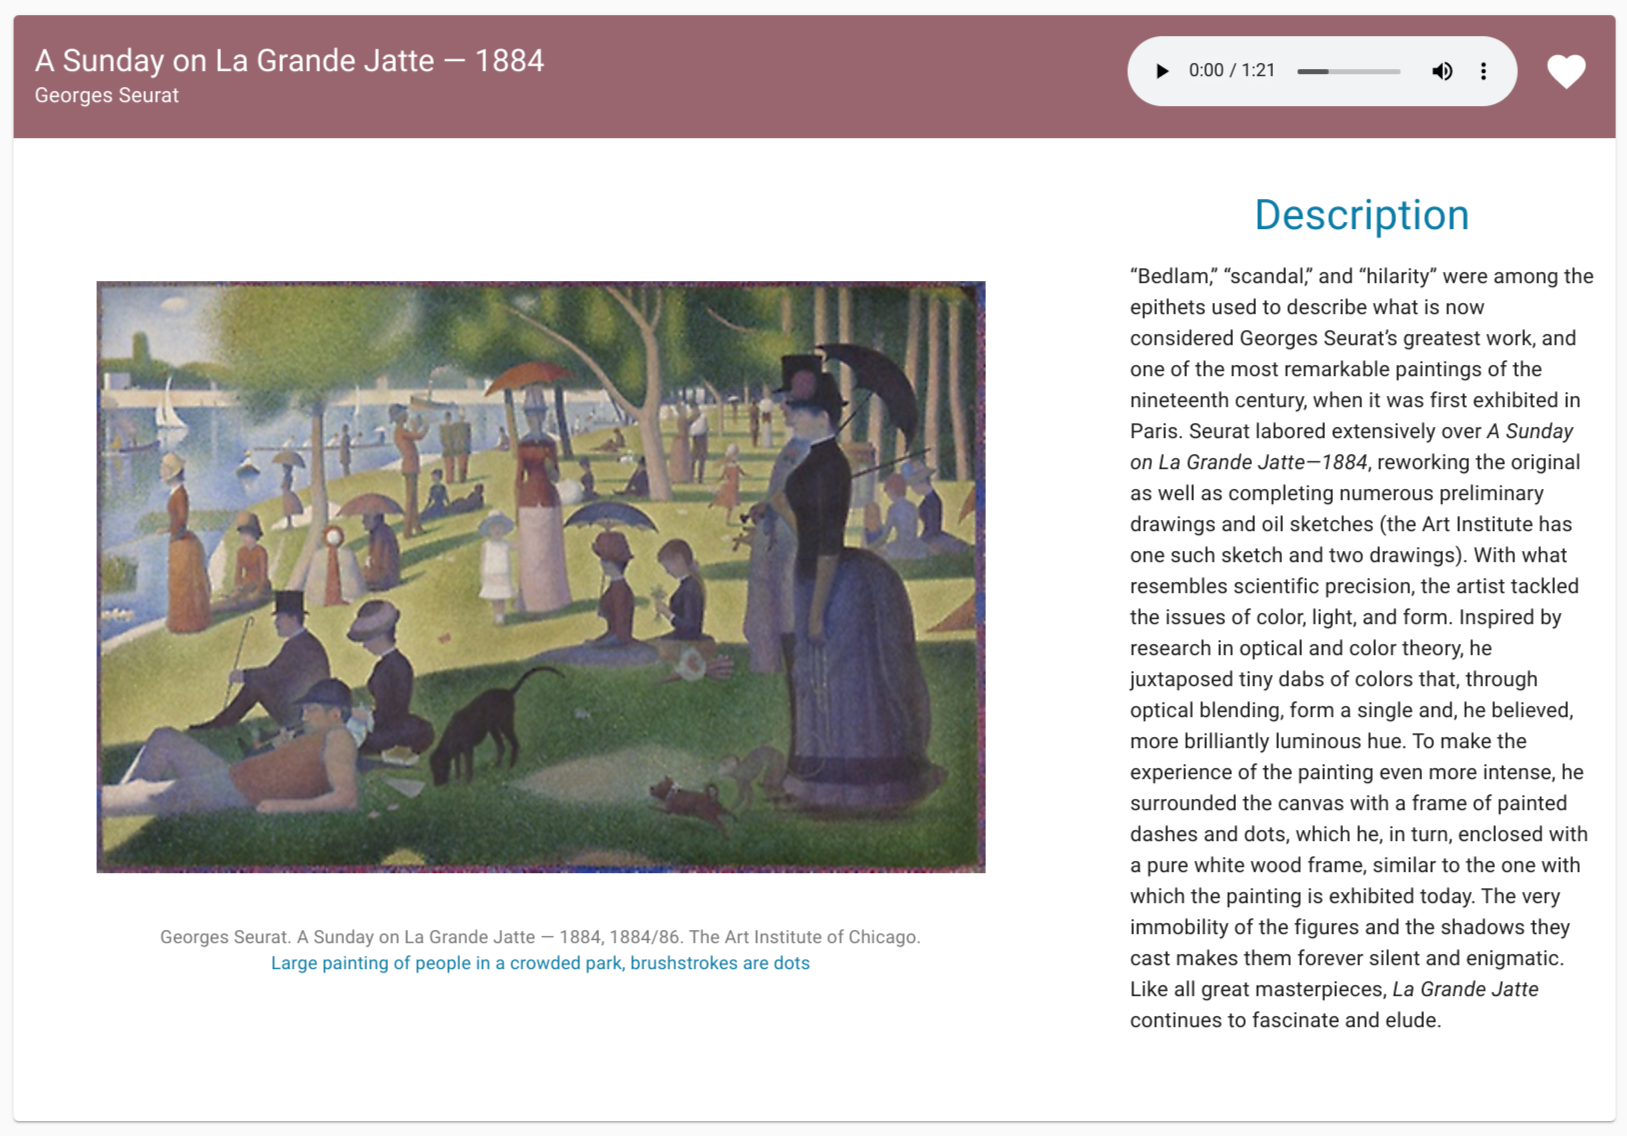 A Sunday on La Grande Jatte — 1884
Georges Seurat
0:00 / 1:21
Description
“Bedlam,” “scandal,” and “hilarity” were among the
epithets used to describe what is now
considered Georges Seurat’s greatest work, and
one of the most remarkable paintings of the
nineteenth century, when it was first exhibited in
Paris. Seurat labored extensively over A Sunday
on La Grande Jatte—1884, reworking the original
as well as completing numerous preliminary
drawings and oil sketches (the Art Institute has
one such sketch and two drawings). With what
resembles scientific precision, the artist tackled
the issues of color, light, and form. Inspired by
research in optical and color theory, he
juxtaposed tiny dabs of colors that, through
optical blending, form a single and, he believed,
more brilliantly luminous hue. To make the
experience of the painting even more intense, he
surrounded the canvas with a frame of painted
dashes and dots, which he, in turn, enclosed with
a pure white wood frame, similar to the one with
which the painting is exhibited today. The very
immobility of the figures and the shadows they
cast makes them forever silent and enigmatic.
Like all great masterpieces, La Grande Jatte
continues to fascinate and elude.
Georges Seurat. A Sunday on La Grande Jatte — 1884, 1884/86. The Art Institute of Chicago.
Large painting of people in a crowded park, brushstrokes are dots